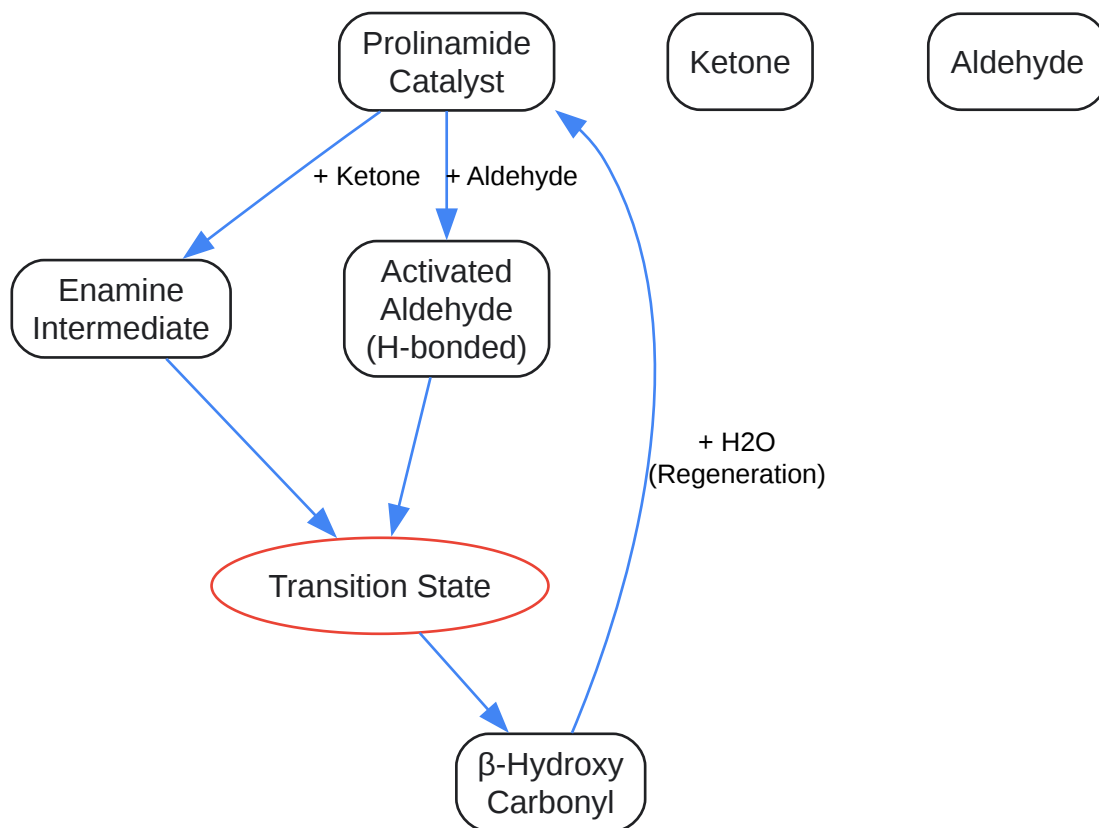 Prolinamide
Catalyst
Ketone
Aldehyde
+ Ketone
+ Aldehyde
Enamine
Intermediate
Activated
Aldehyde
(H-bonded)
+ H2O
(Regeneration)
Transition State
β-Hydroxy
Carbonyl